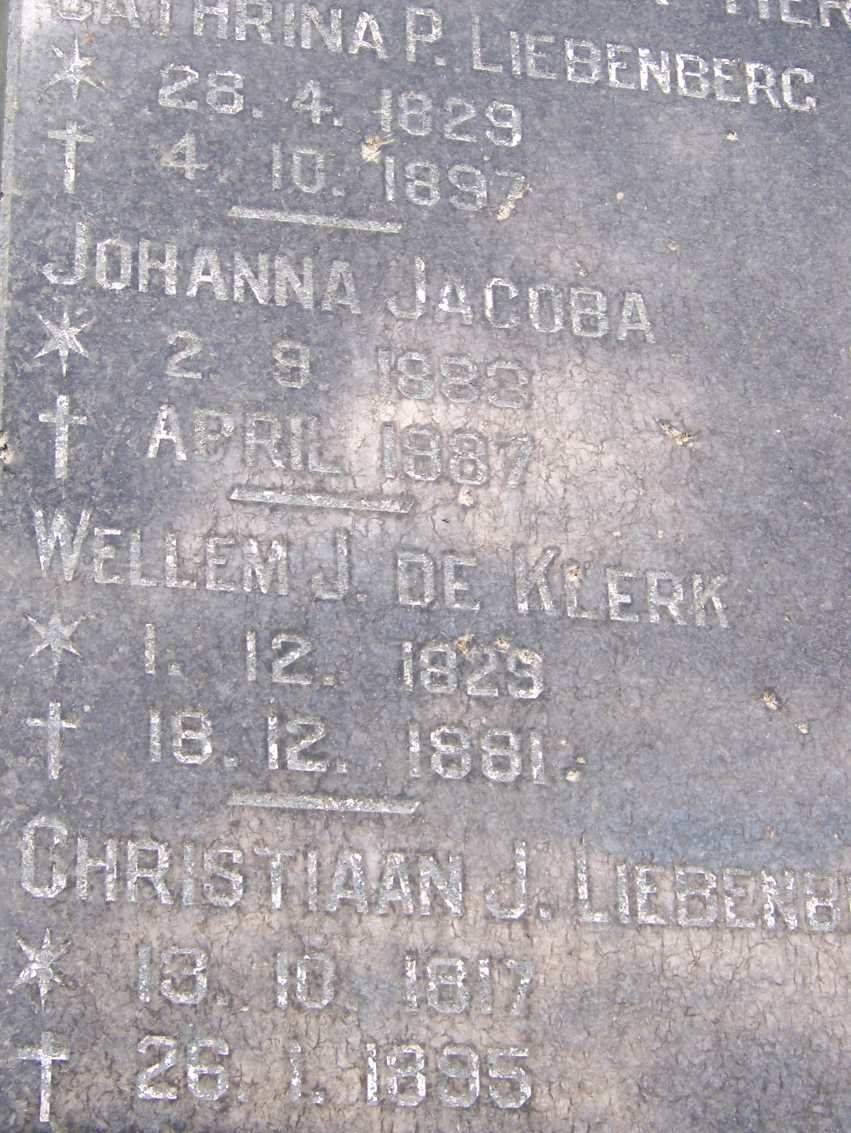 CATHRINA P. LIEBENBERG
* 28. 4. 1829
† 4. 10. 1897
JOHANNA JACOBA
* 2. 9. 1883
† APRIL 1887
WELLEM J. DE KLERK
* 1. 12. 1829
† 18. 12. 1881
CHRISTIAAN J. LIEBENBE
* 13. 10. 1817
† 26. 1. 1895